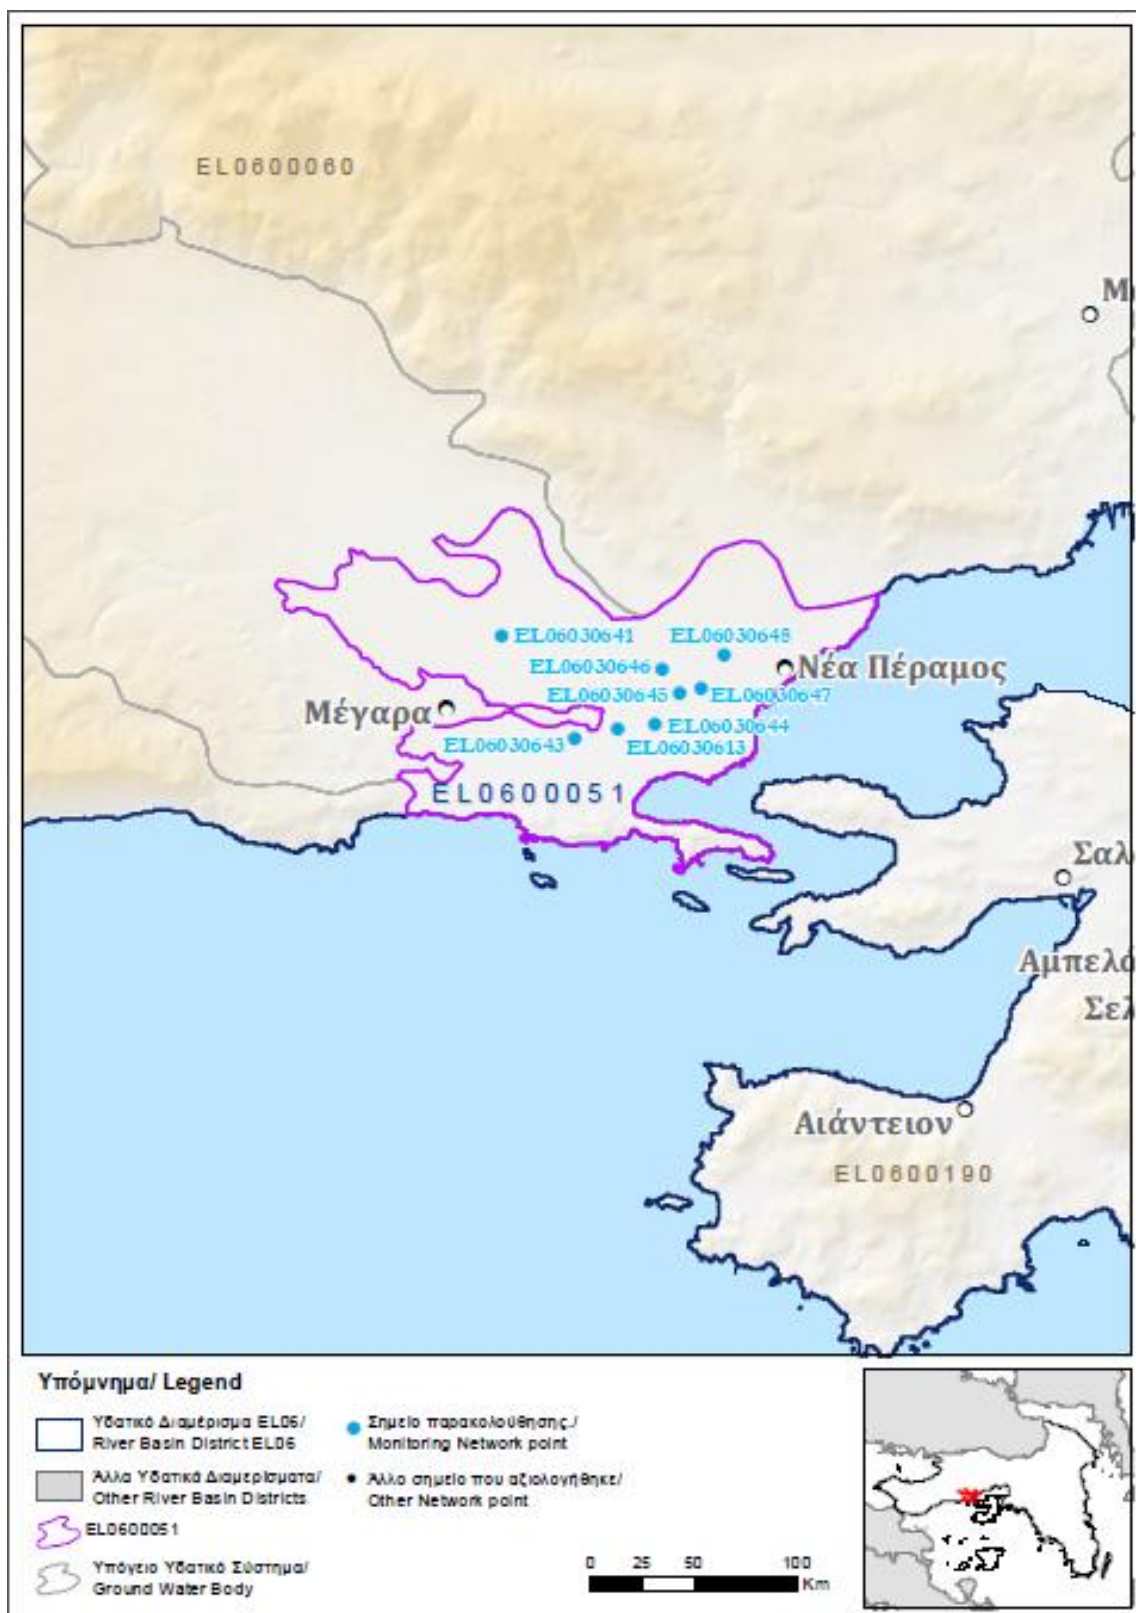 EL0600060
EL06030641
EL06030648
EL06030646
Νέα Πέραμος
EL06030645
EL06030647
Μέγαρα
EL06030644
EL06030643
EL06030613
EL0600051
Σαλ
Αμπελό
Σελ
Αιάντειον
EL0600190
Υπόμνημα/ Legend
Υδατικό Διαμέρισμα EL06/
River Basin District EL06
Άλλα Υδατικά Διαμερίσματα/
Other River Basin Districts
EL0600051
Υπόγειο Υδατικό Σύστημα/
Ground Water Body
Σημείο παρακολούθησης./
Monitoring Network point
Άλλο σημείο που αξιολογήθηκε/
Other Network point
0 25 50 100
Km